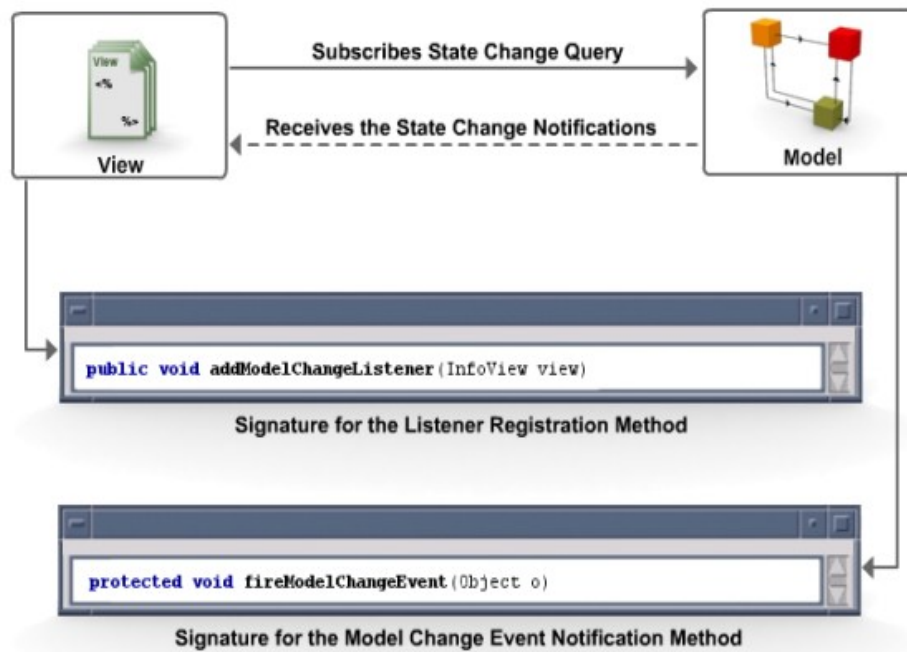 View
<%
%>
View
Subscribes State Change Query
Receives the State Change Notifications
Model
public void addModelChangeListener(InfoView view)
Signature for the Listener Registration Method
protected void fireModelChangeEvent(Object o)
Signature for the Model Change Event Notification Method